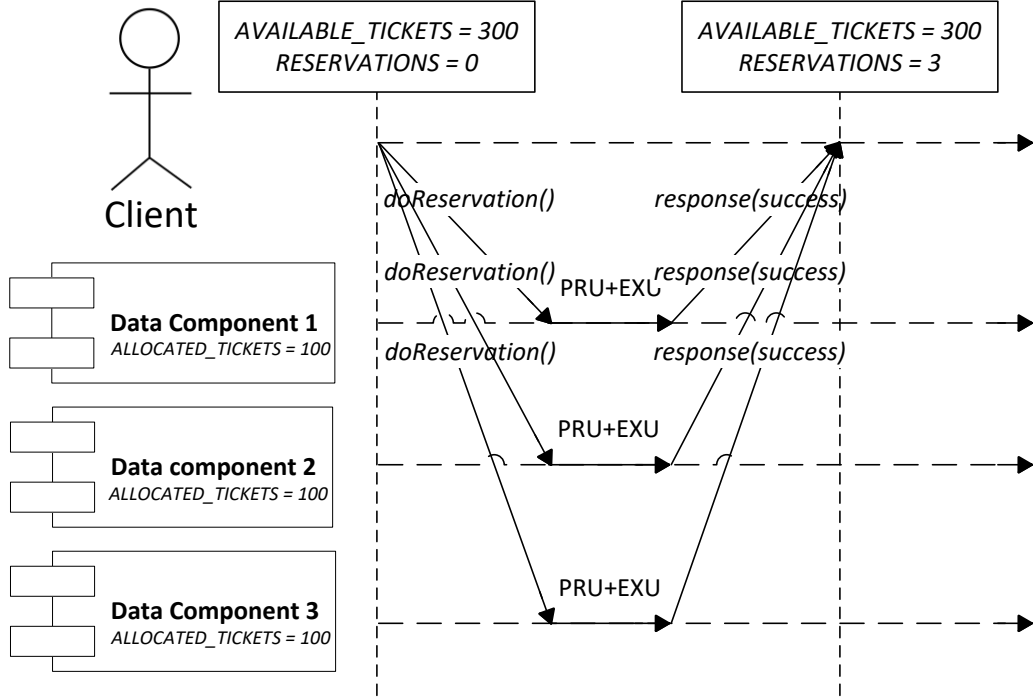 AVAILABLE_TICKETS = 300
RESERVATIONS = 0
AVAILABLE_TICKETS = 300
RESERVATIONS = 3
Client
doReservation()
response(success)
doReservation()
response(success)
PRU+EXU
Data Component 1
ALLOCATED_TICKETS = 100
doReservation()
response(success)
PRU+EXU
Data component 2
ALLOCATED_TICKETS = 100
PRU+EXU
Data Component 3
ALLOCATED_TICKETS = 100